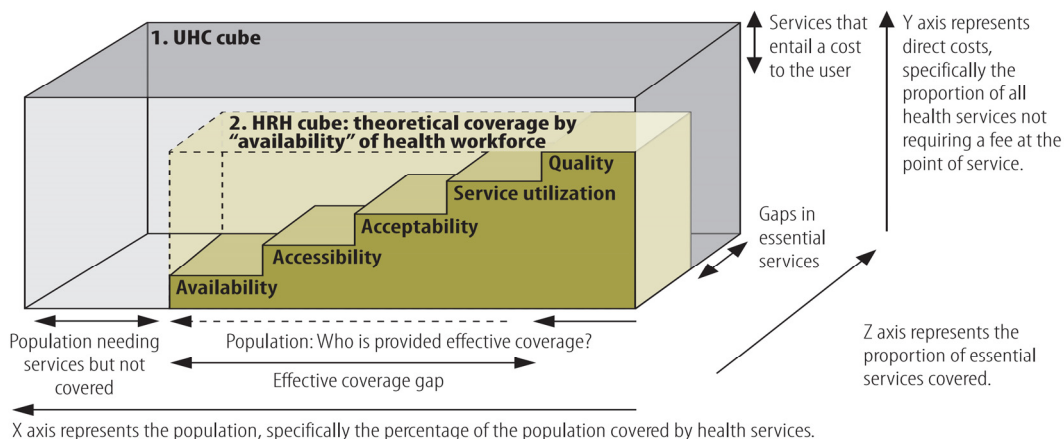 1. UHC cube
2. HRH cube: theoretical coverage by
“availability” of health workforce
Quality
Service utilization
Acceptability
Accessibility
Availability
Services that
entail a cost
to the user
Y axis represents
direct costs,
specifically the
proportion of all
health services not
requiring a fee at the
point of service.
Gaps in
essential
services
Z axis represents the
proportion of essential
services covered.
Population needing
services but not
covered
Population: Who is provided effective coverage?
Effective coverage gap
X axis represents the population, specifically the percentage of the population covered by health services.